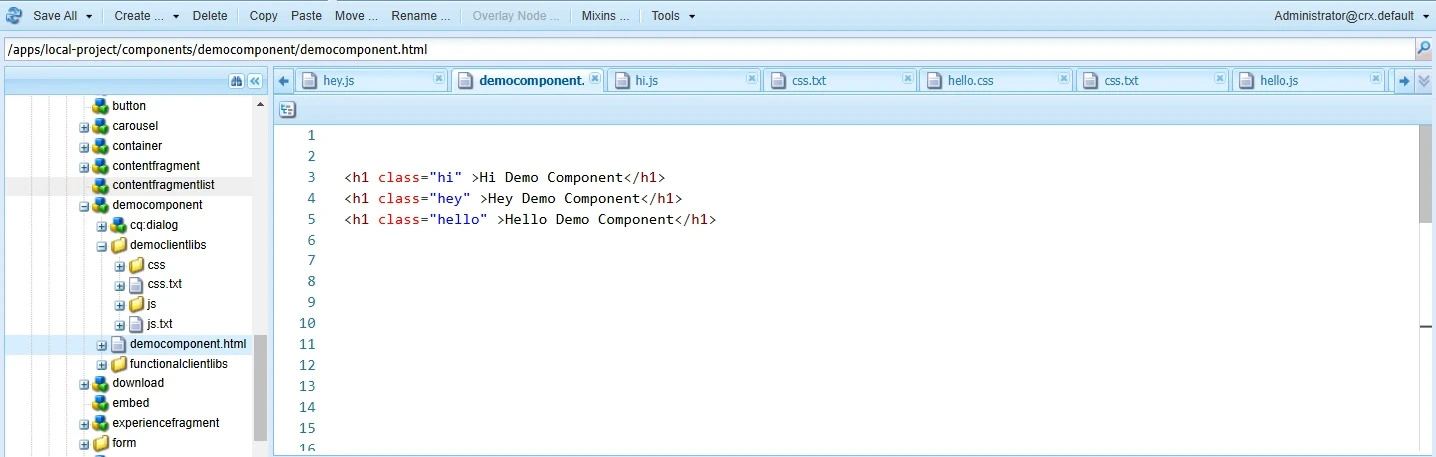 Save All Create ... Delete Copy Paste Move ... Rename ... Overlay Node ... Mixins ... Tools Administrator@crx.default
/apps/local-project/components/democomponent/democomponent.html
hey.js democomponent. hi.js css.txt hello.css css.txt hello.js
button
carousel
container
contentfragment
contentfragmentlist
democomponent
cq:dialog
democlientlibs
css
css.txt
js
js.txt
democomponent.html
functionalclientlibs
download
embed
experiencefragment
form
1
2
3 <h1 class="hi" >Hi Demo Component</h1>
4 <h1 class="hey" >Hey Demo Component</h1>
5 <h1 class="hello" >Hello Demo Component</h1>
6
7
8
9
10
11
12
13
14
15
16